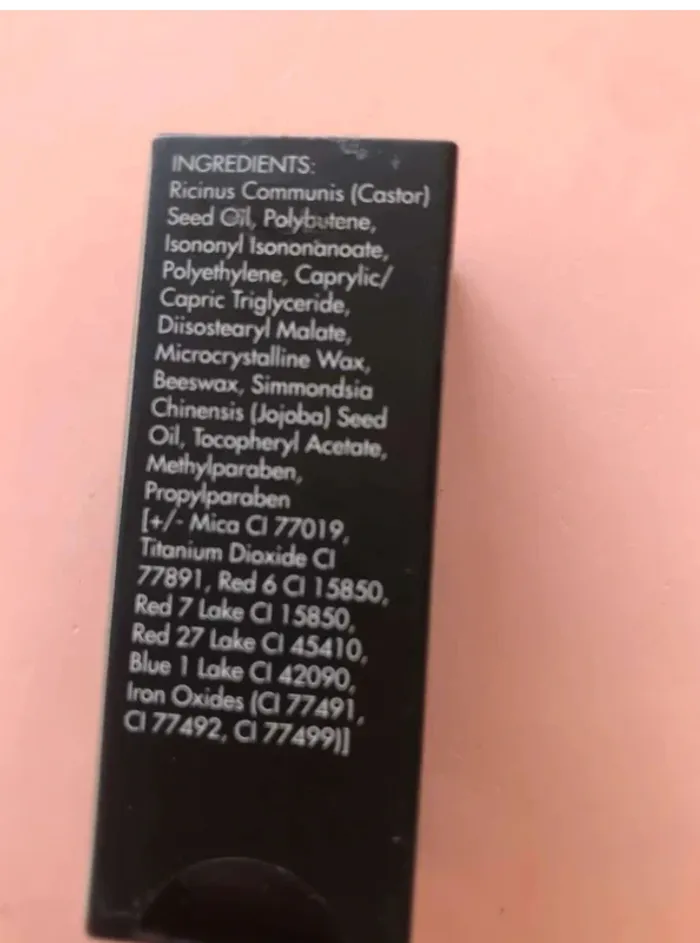 INGREDIENTS:
Ricinus Communis (Castor)
Seed Oil, Polybutene,
Isononyl Isononanoate,
Polyethylene, Caprylic/
Capric Triglyceride,
Diisostearyl Malate,
Microcrystalline Wax,
Beeswax, Simmondsia
Chinensis (Jojoba) Seed
Oil, Tocopheryl Acetate,
Methylparaben,
Propylparaben
[+/- Mica CI 77019,
Titanium Dioxide CI
77891, Red 6 CI 15850,
Red 7 Lake CI 15850,
Red 27 Lake CI 45410,
Blue 1 Lake CI 42090,
Iron Oxides (CI 77491,
CI 77492, CI 77499)]